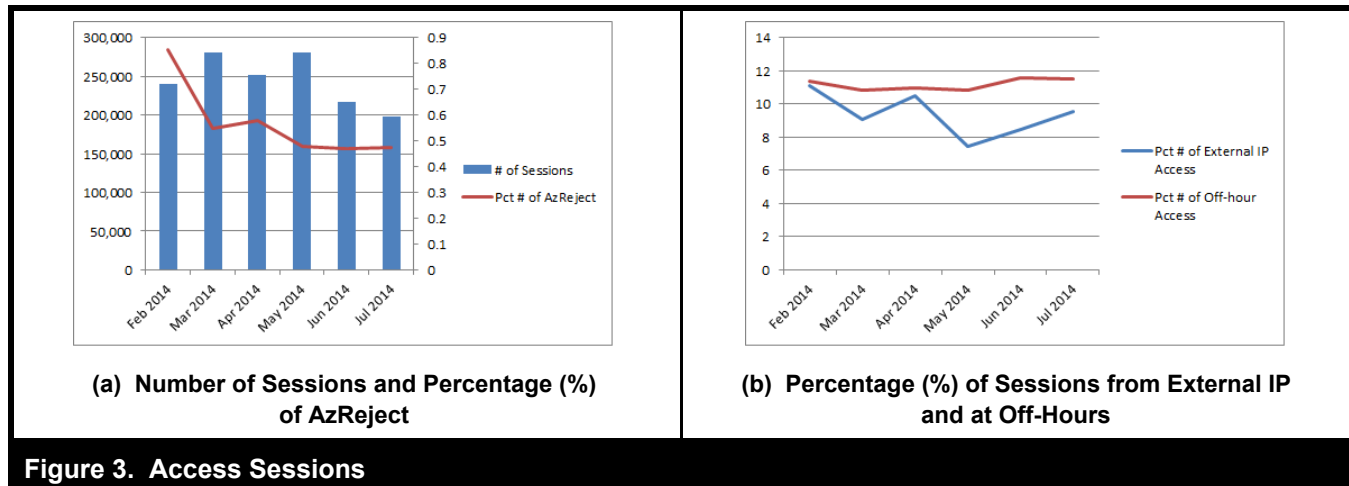 300,000
250,000
200,000
150,000
100,000
50,000
0
0.9
0.8
0.7
0.6
0.5
0.4
0.3
0.2
0.1
0
Feb 2014
Mar 2014
Apr 2014
May 2014
Jun 2014
Jul 2014
# of Sessions
Pct # of AzReject
(a) Number of Sessions and Percentage (%)
of AzReject
14
12
10
8
6
4
2
0
Feb 2014
Mar 2014
Apr 2014
May 2014
Jun 2014
Jul 2014
Pct # of External IP
Access
Pct # of Off-hour
Access
(b) Percentage (%) of Sessions from External IP
and at Off-Hours
Figure 3. Access Sessions